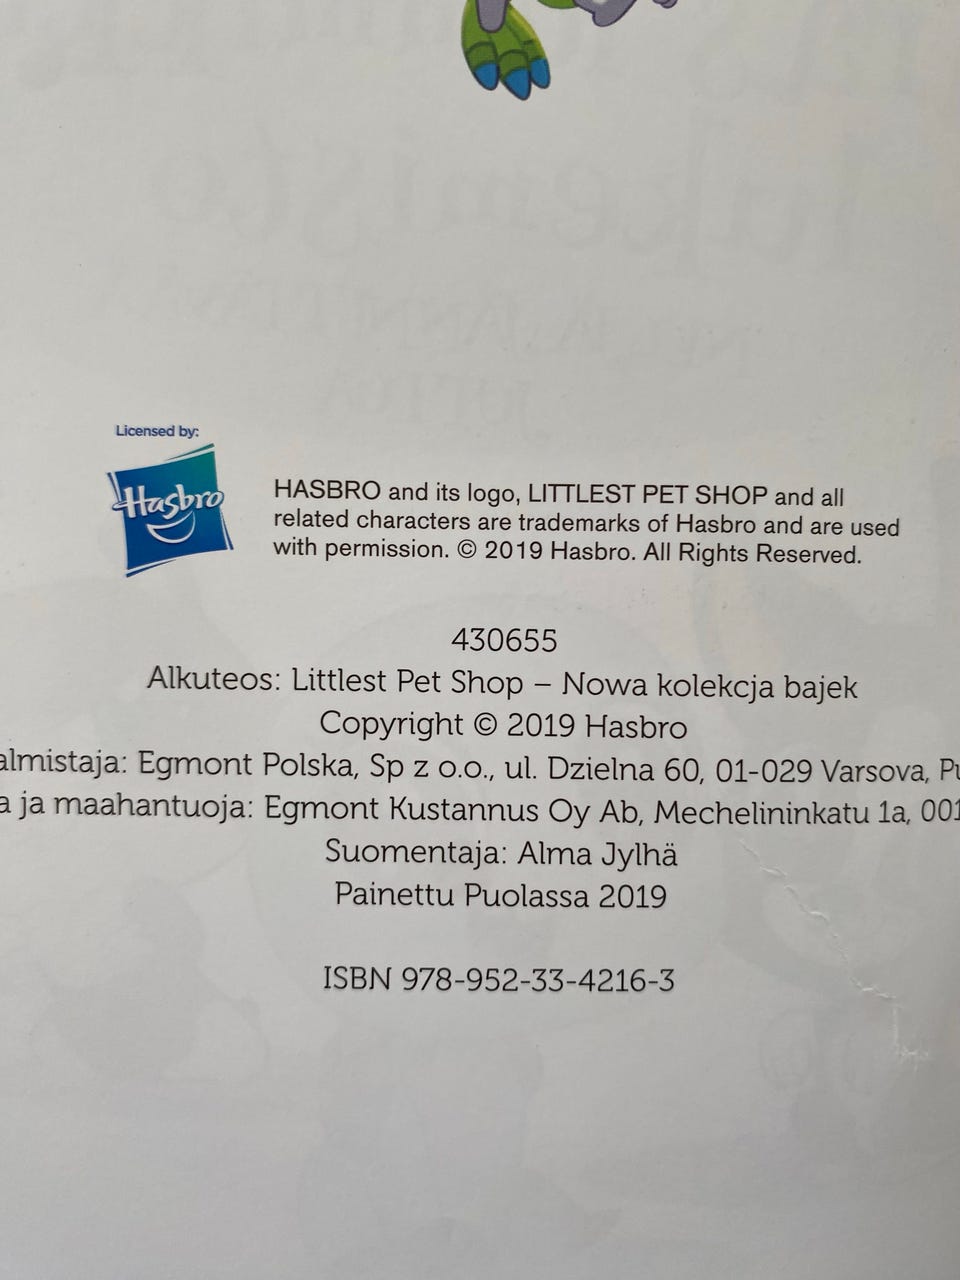 Licensed by:
Hasbro
HASBRO and its logo, LITTLEST PET SHOP and all
related characters are trademarks of Hasbro and are used
with permission. © 2019 Hasbro. All Rights Reserved.
430655
Alkuteos: Littlest Pet Shop – Nowa kolekcja bajek
Copyright © 2019 Hasbro
almistaja: Egmont Polska, Sp z o.o., ul. Dzielna 60, 01-029 Varsova, Pu
a ja maahantuoja: Egmont Kustannus Oy Ab, Mechelininkatu 1a, 001
Suomentaja: Alma Jylhä
Painettu Puolassa 2019
ISBN 978-952-33-4216-3